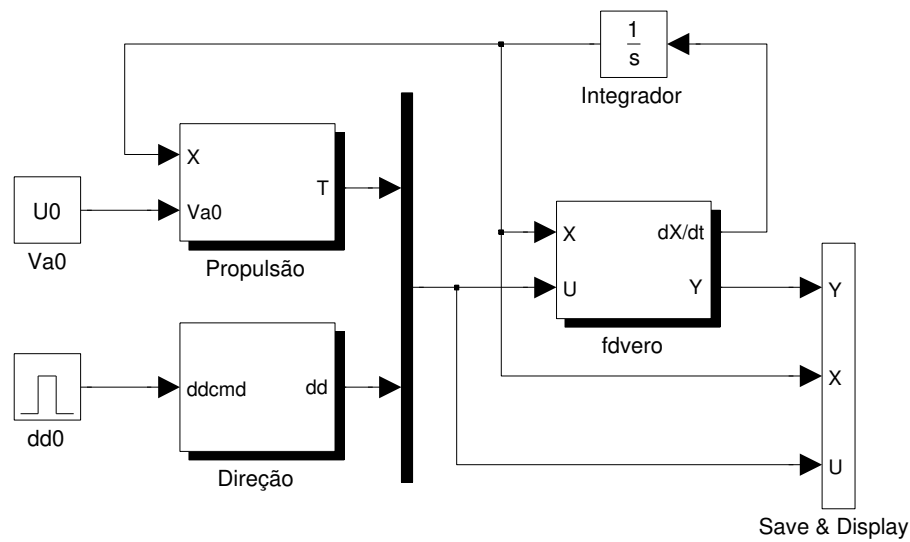 1
s
Integrador
X
T
Va0
Propulsão
U0
Va0
X
dX/dt
U
Y
fdvero
Y
X
U
Save & Display
ddcmd
dd
Direção
dd0